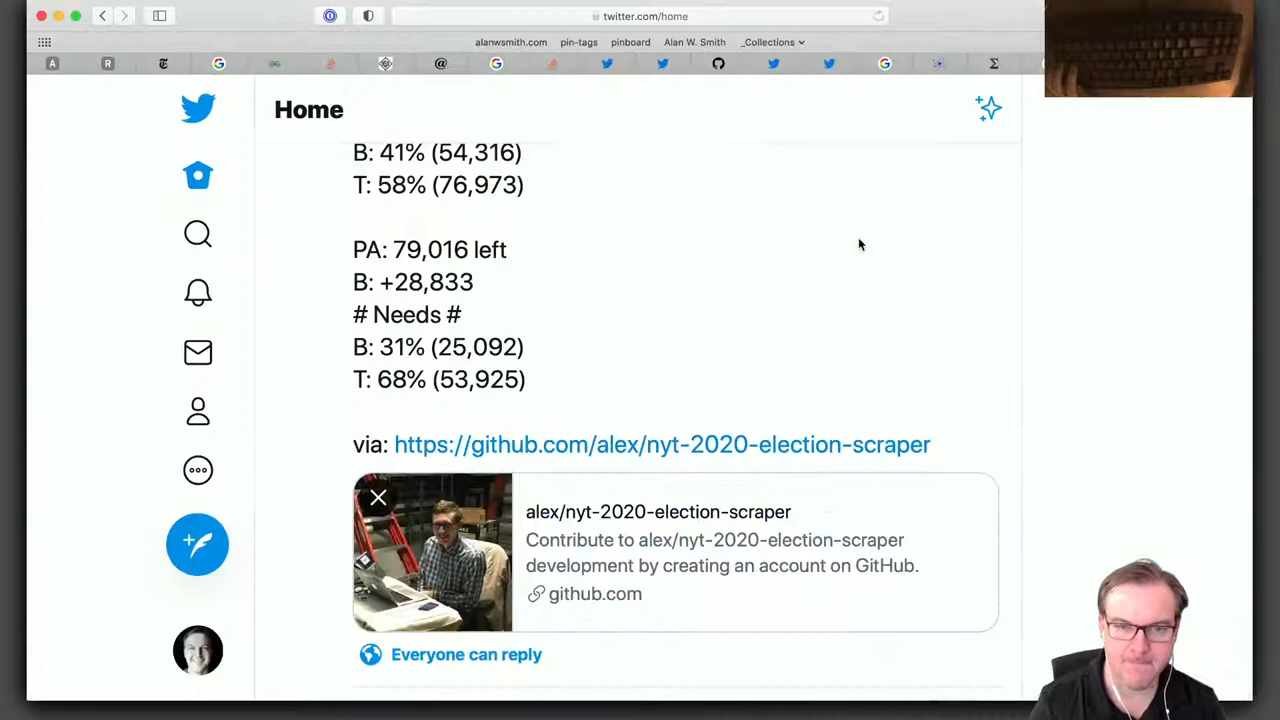 twitter.com/home
alanwsmith.com pin-tags pinboard Alan W. Smith _Collections
Home
B: 41% (54,316)
T: 58% (76,973)
PA: 79,016 left
B: +28,833
# Needs #
B: 31% (25,092)
T: 68% (53,925)
via: https://github.com/alex/nyt-2020-election-scraper
alex/nyt-2020-election-scraper
Contribute to alex/nyt-2020-election-scraper
development by creating an account on GitHub.
github.com
Everyone can reply